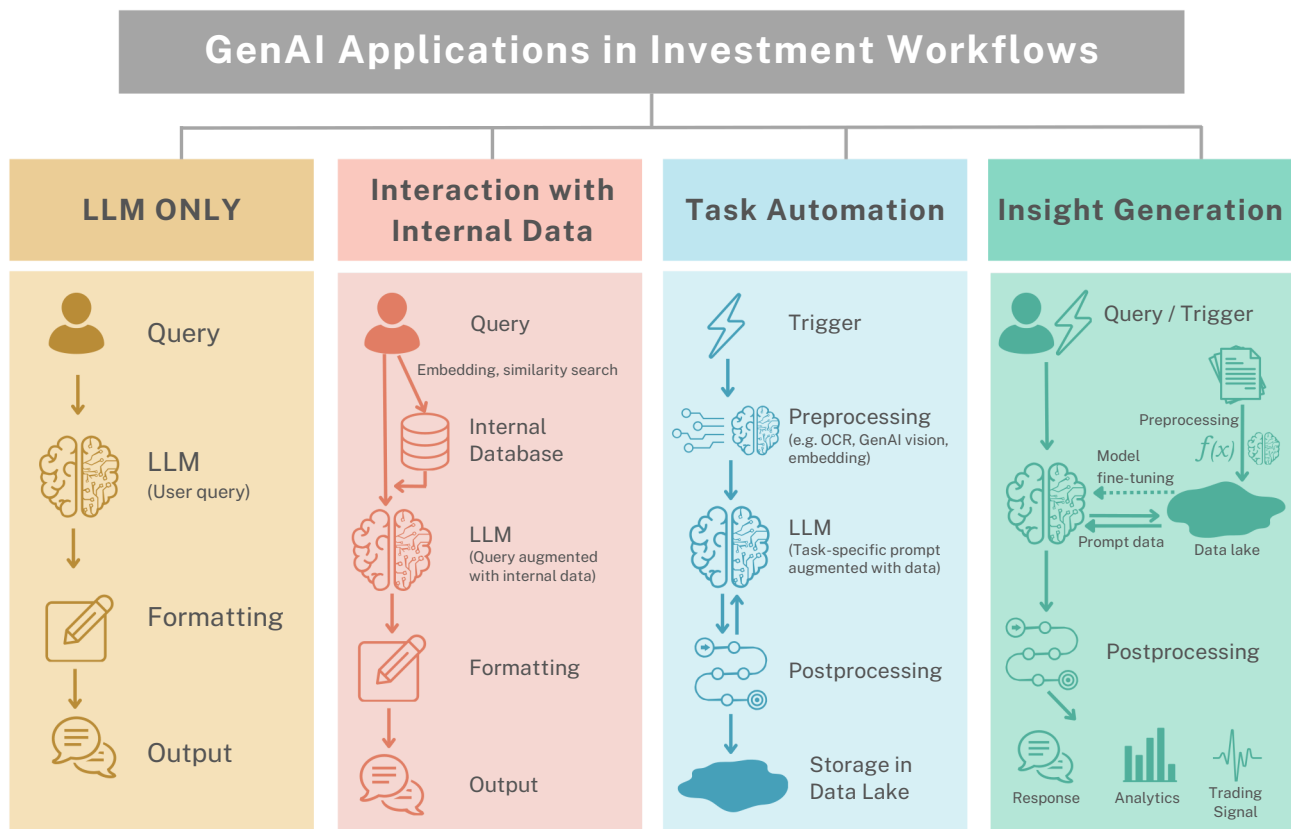 GenAI Applications in Investment Workflows
LLM ONLY
Query
LLM
(User query)
Formatting
Output
Interaction with
Internal Data
Query
Embedding, similarity search
Internal
Database
LLM
(Query augmented
with internal data)
Formatting
Output
Task Automation
Trigger
Preprocessing
(e.g. OCR, GenAI vision,
embedding)
LLM
(Task-specific prompt
augmented with data)
Postprocessing
Storage in
Data Lake
Insight Generation
Query / Trigger
Preprocessing
f(x)
Model
fine-tuning
Prompt data
Data lake
Postprocessing
Response
Analytics
Trading
Signal